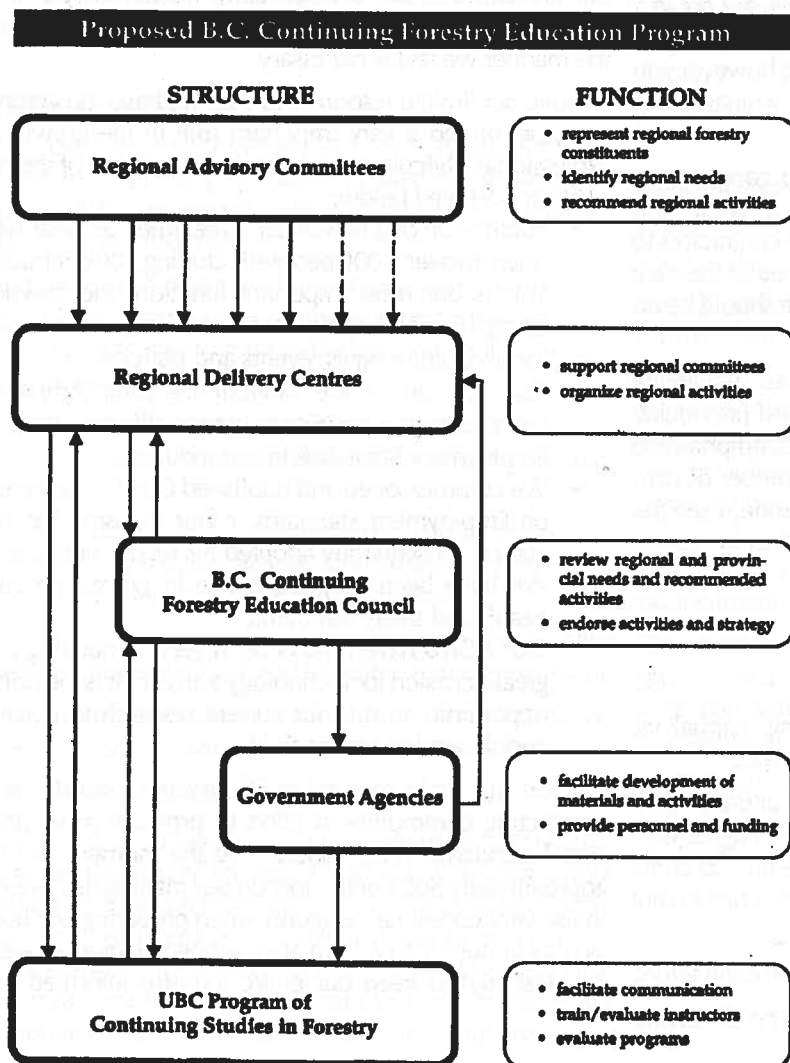 Proposed B.C. Continuing Forestry Education Program
STRUCTURE
FUNCTION
Regional Advisory Committees
• represent regional forestry
constituents
• identify regional needs
• recommend regional activities
Regional Delivery Centres
• support regional committees
• organize regional activities
B.C. Continuing
Forestry Education Council
• review regional and provin-
cial needs and recommended
activities
• endorse activities and strategy
Government Agencies
• facilitate development of
materials and activities
• provide personnel and funding
UBC Program of
Continuing Studies in Forestry
• facilitate communication
• train/evaluate instructors
• evaluate programs